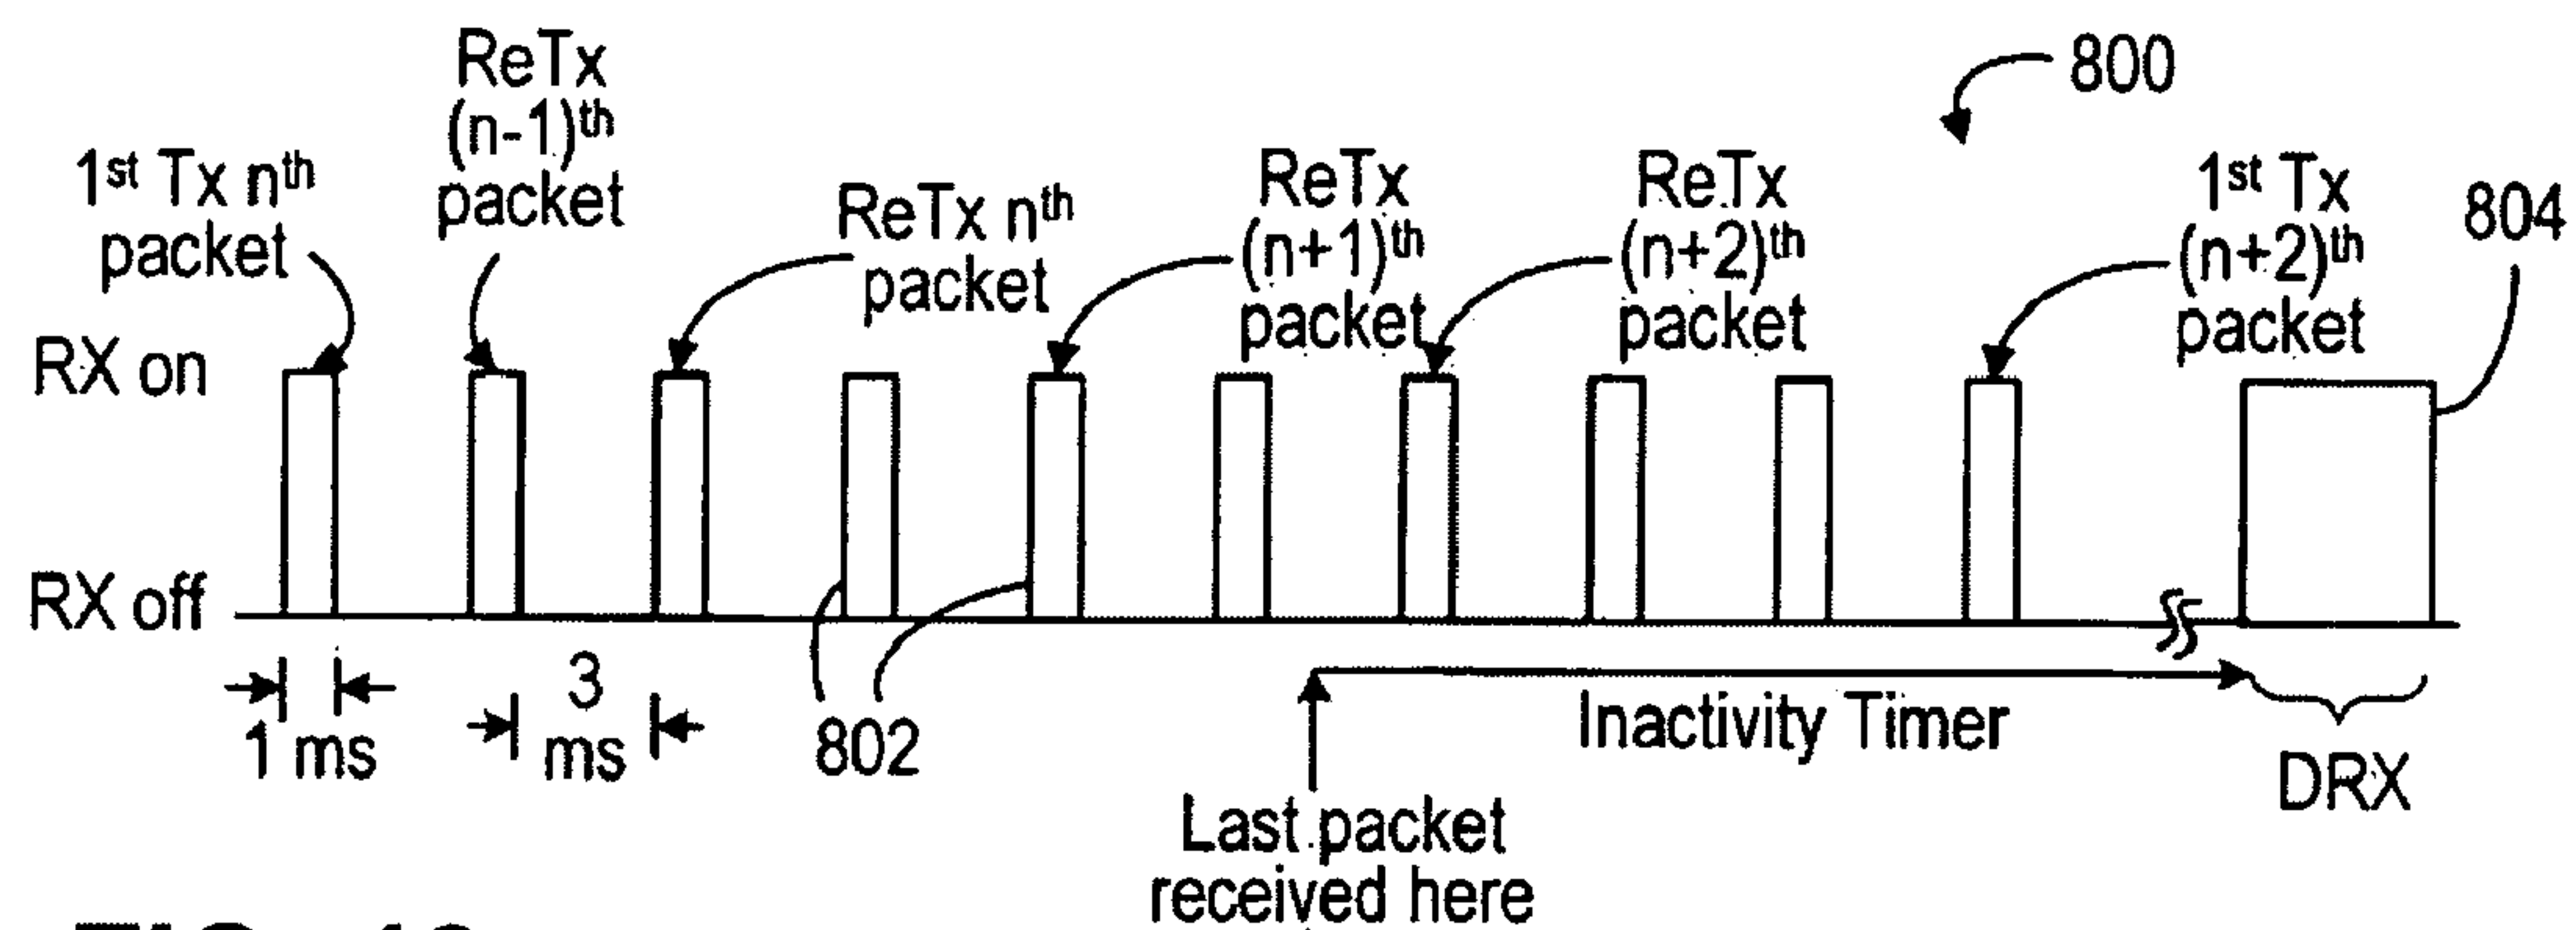 800
ReTx
(n-1)th
packet
1st Tx nth
packet
ReTx nth
packet
ReTx
(n+1)th
packet
ReTx
(n+2)th
packet
1st Tx
(n+2)th
packet
804
RX on
RX off
1 ms
3
ms
802
Inactivity Timer
DRX
Last packet
received here